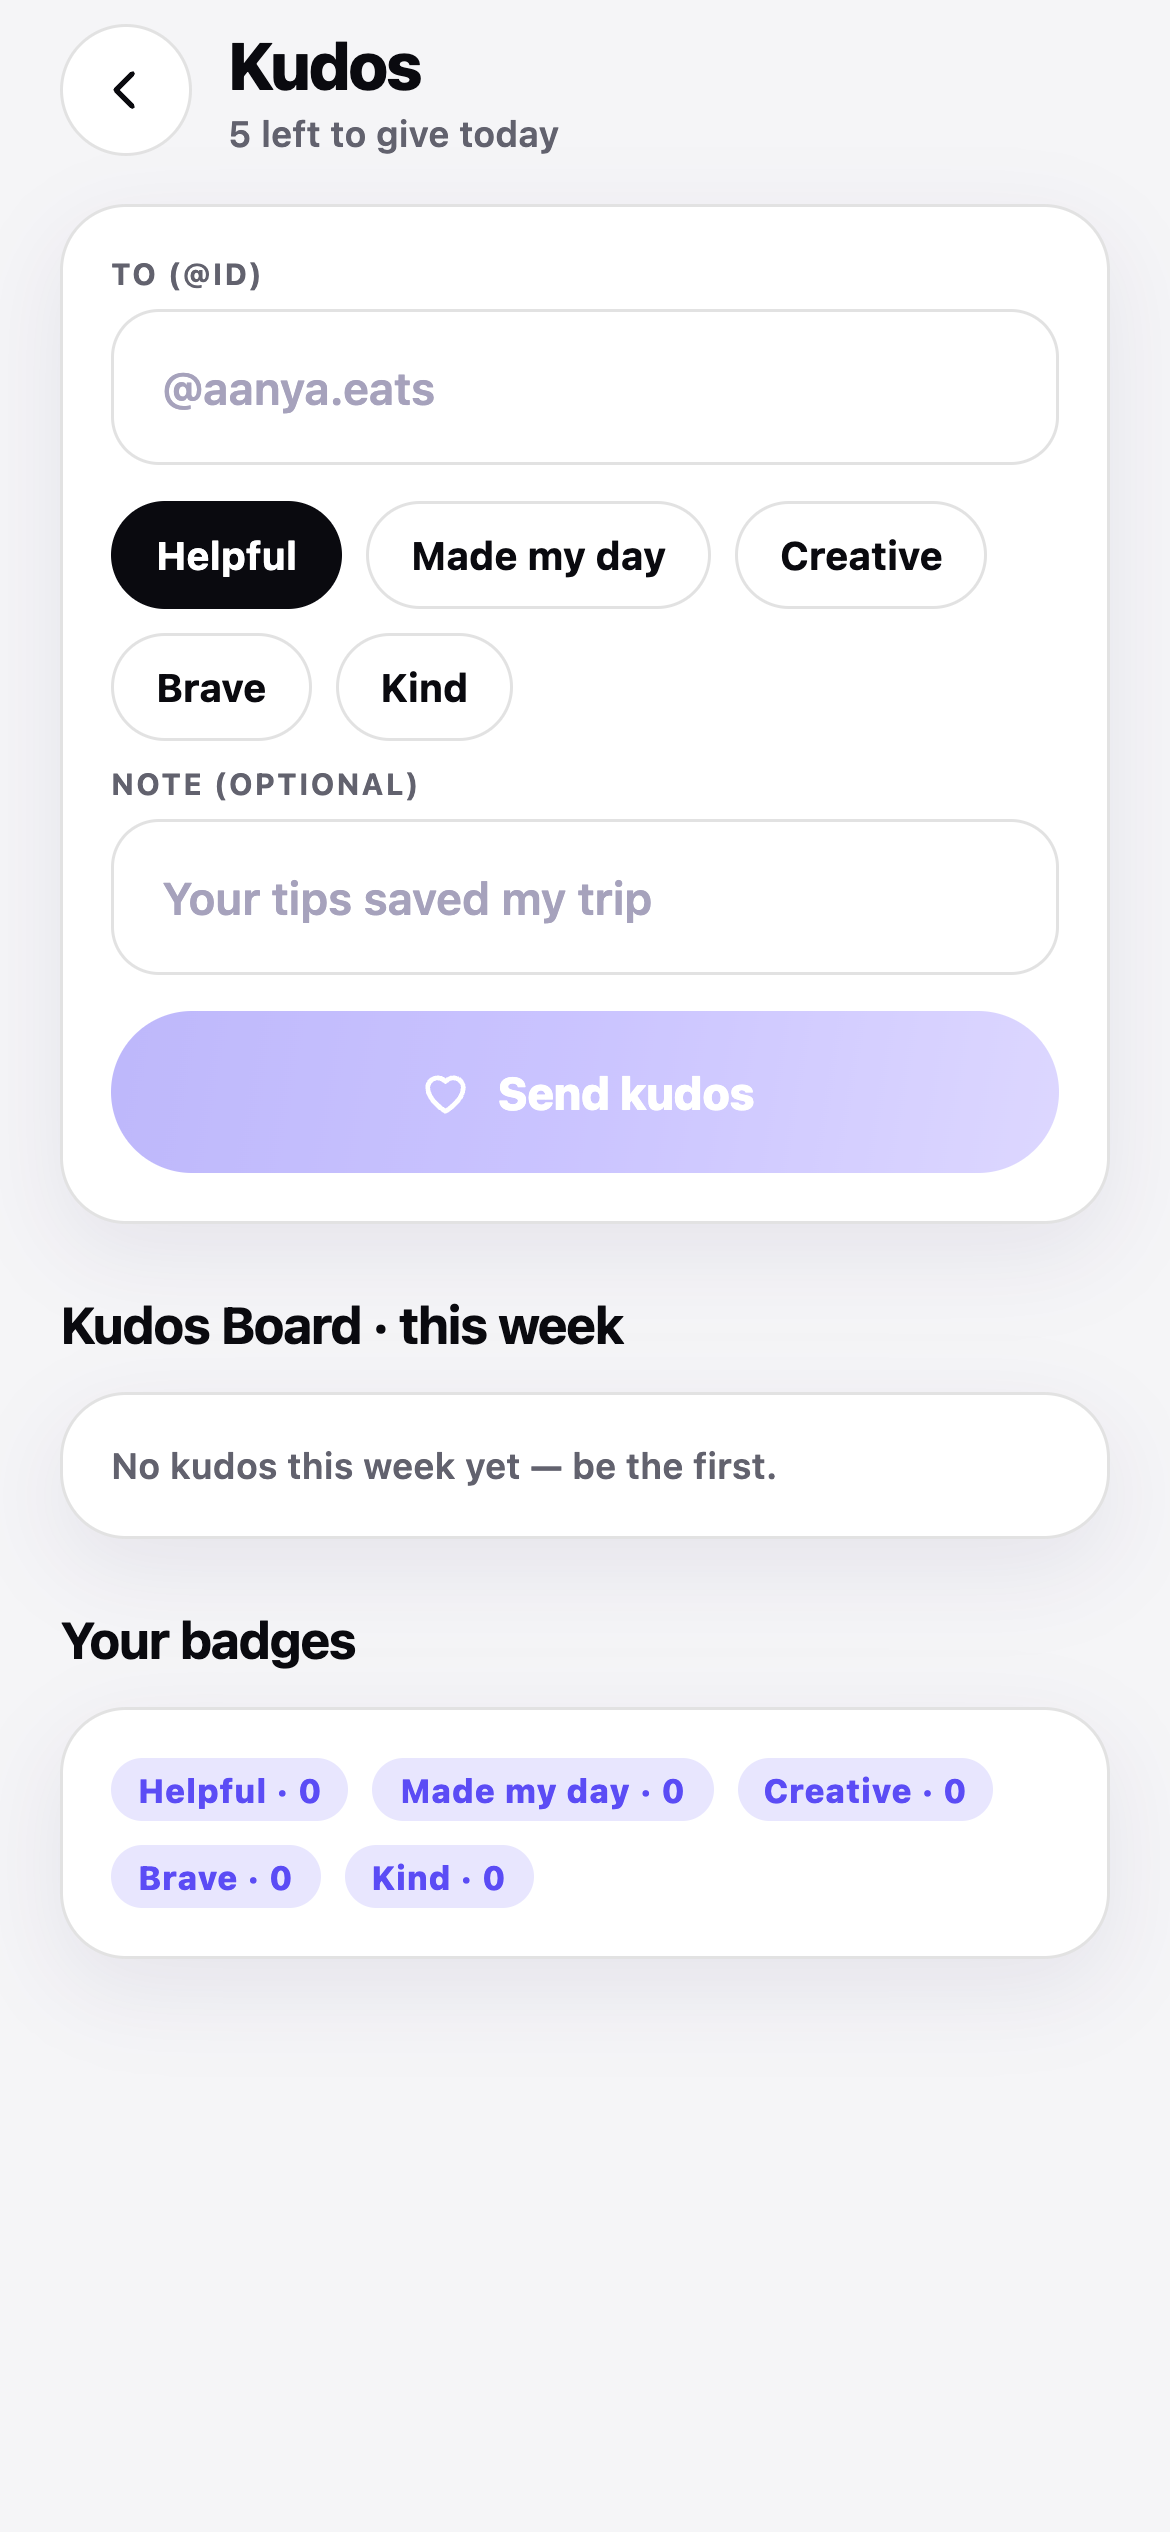 Kudos
5 left to give today
TO (@ID)
@aanya.eats
Helpful Made my day Creative
Brave Kind
NOTE (OPTIONAL)
Your tips saved my trip
Send kudos
Kudos Board · this week
No kudos this week yet — be the first.
Your badges
Helpful · 0 Made my day · 0 Creative · 0
Brave · 0 Kind · 0